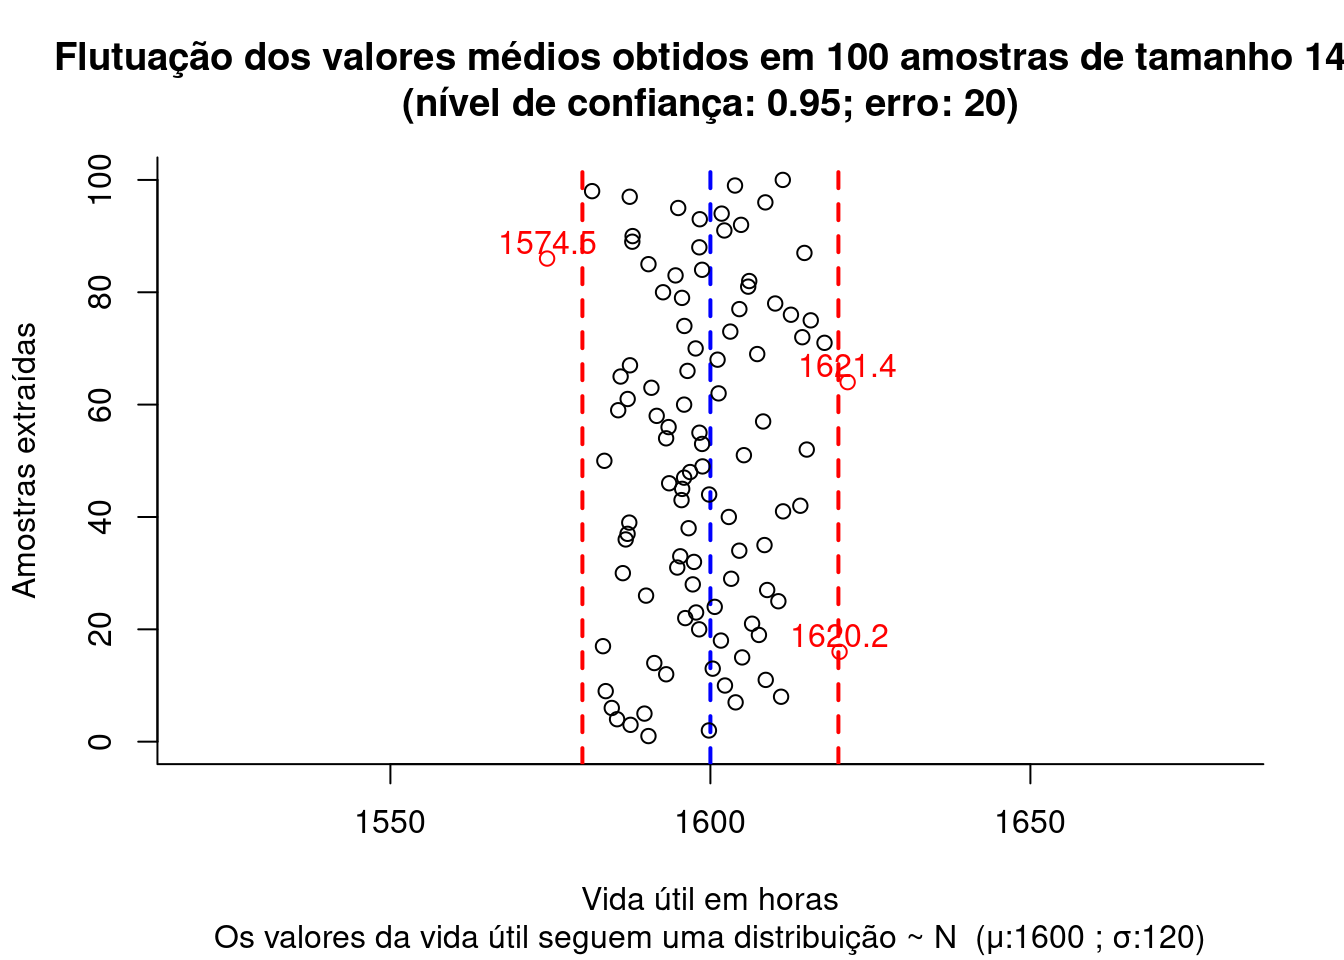 Flutuação dos valores médios obtidos em 100 amostras de tamanho 14
(nível de confiança: 0.95; erro: 20)
100
80
60
40
20
0
Amostras extraídas
1574.5
1621.4
1620.2
1550 1600 1650
Vida útil em horas
Os valores da vida útil seguem uma distribuição ~ N (μ:1600 ; σ:120)